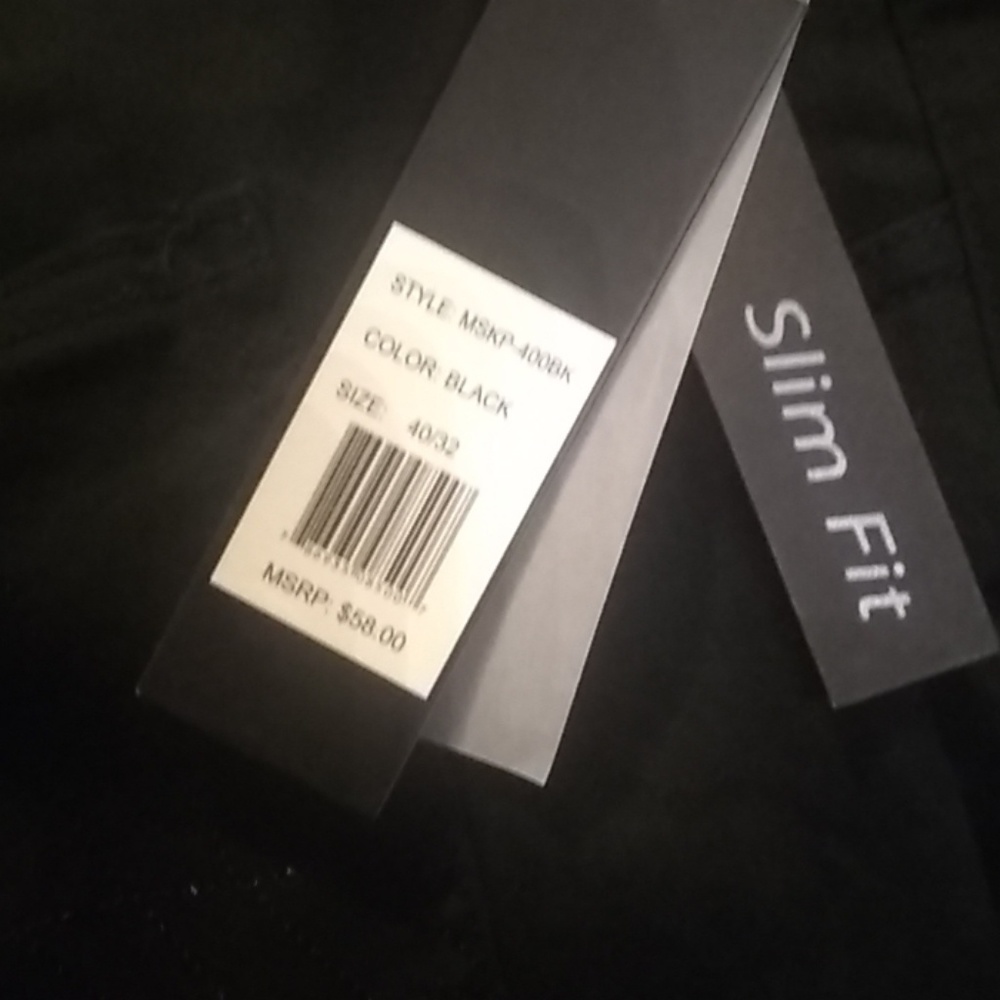 STYLE: MSKP-400BK
COLOR: BLACK
SIZE: 40/32
MSRP: $58.00
Slim Fit